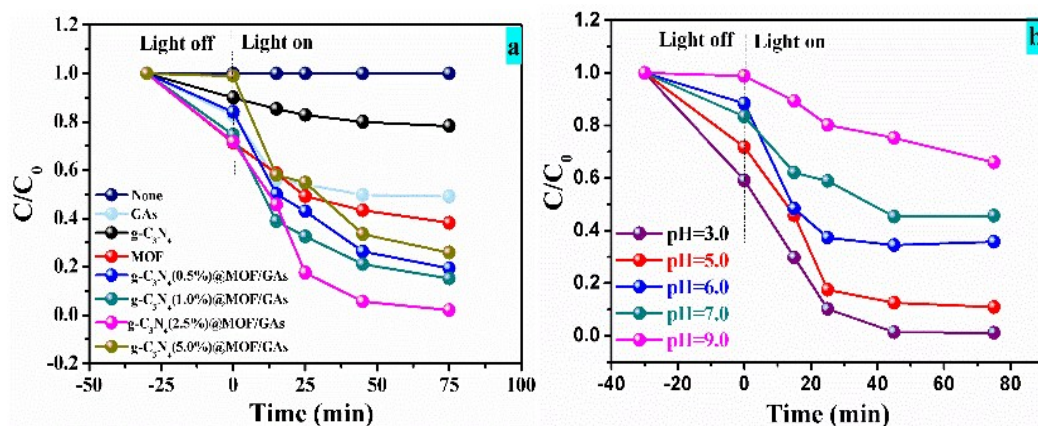 1.2
1.0
0.8
0.6
0.4
0.2
0.0
-0.2
C/C₀
Light off
Light on
a
None
GAs
g-C₃N₄
MOF
g-C₃N₄(0.5%)@MOF/GAs
g-C₃N₄(1.0%)@MOF/GAs
g-C₃N₄(2.5%)@MOF/GAs
g-C₃N₄(5.0%)@MOF/GAs
-50 -25 0 25 50 75 100
Time (min)
1.2
1.0
0.8
0.6
0.4
0.2
0.0
C/C₀
Light off
Light on
b
pH=3.0
pH=5.0
pH=6.0
pH=7.0
pH=9.0
-40 -20 0 20 40 60 80
Time (min)